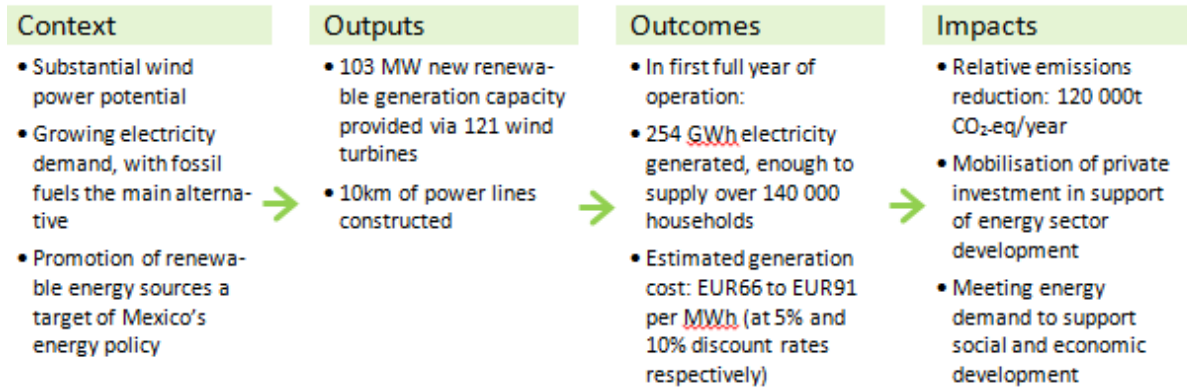 Context
• Substantial wind
power potential
• Growing electricity
demand, with fossil
fuels the main alterna-
tive
• Promotion of renewa-
ble energy sources a
target of Mexico's
energy policy
Outputs
• 103 MW new renewa-
ble generation capacity
provided via 121 wind
turbines
• 10km of power lines
constructed
Outcomes
• In first full year of
operation:
• 254 GWh electricity
generated, enough to
supply over 140 000
households
• Estimated generation
cost: EUR66 to EUR91
per MWh (at 5% and
10% discount rates
respectively)
Impacts
• Relative emissions
reduction: 120 000t
CO₂-eq/year
• Mobilisation of private
investment in support
of energy sector
development
• Meeting energy
demand to support
social and economic
development